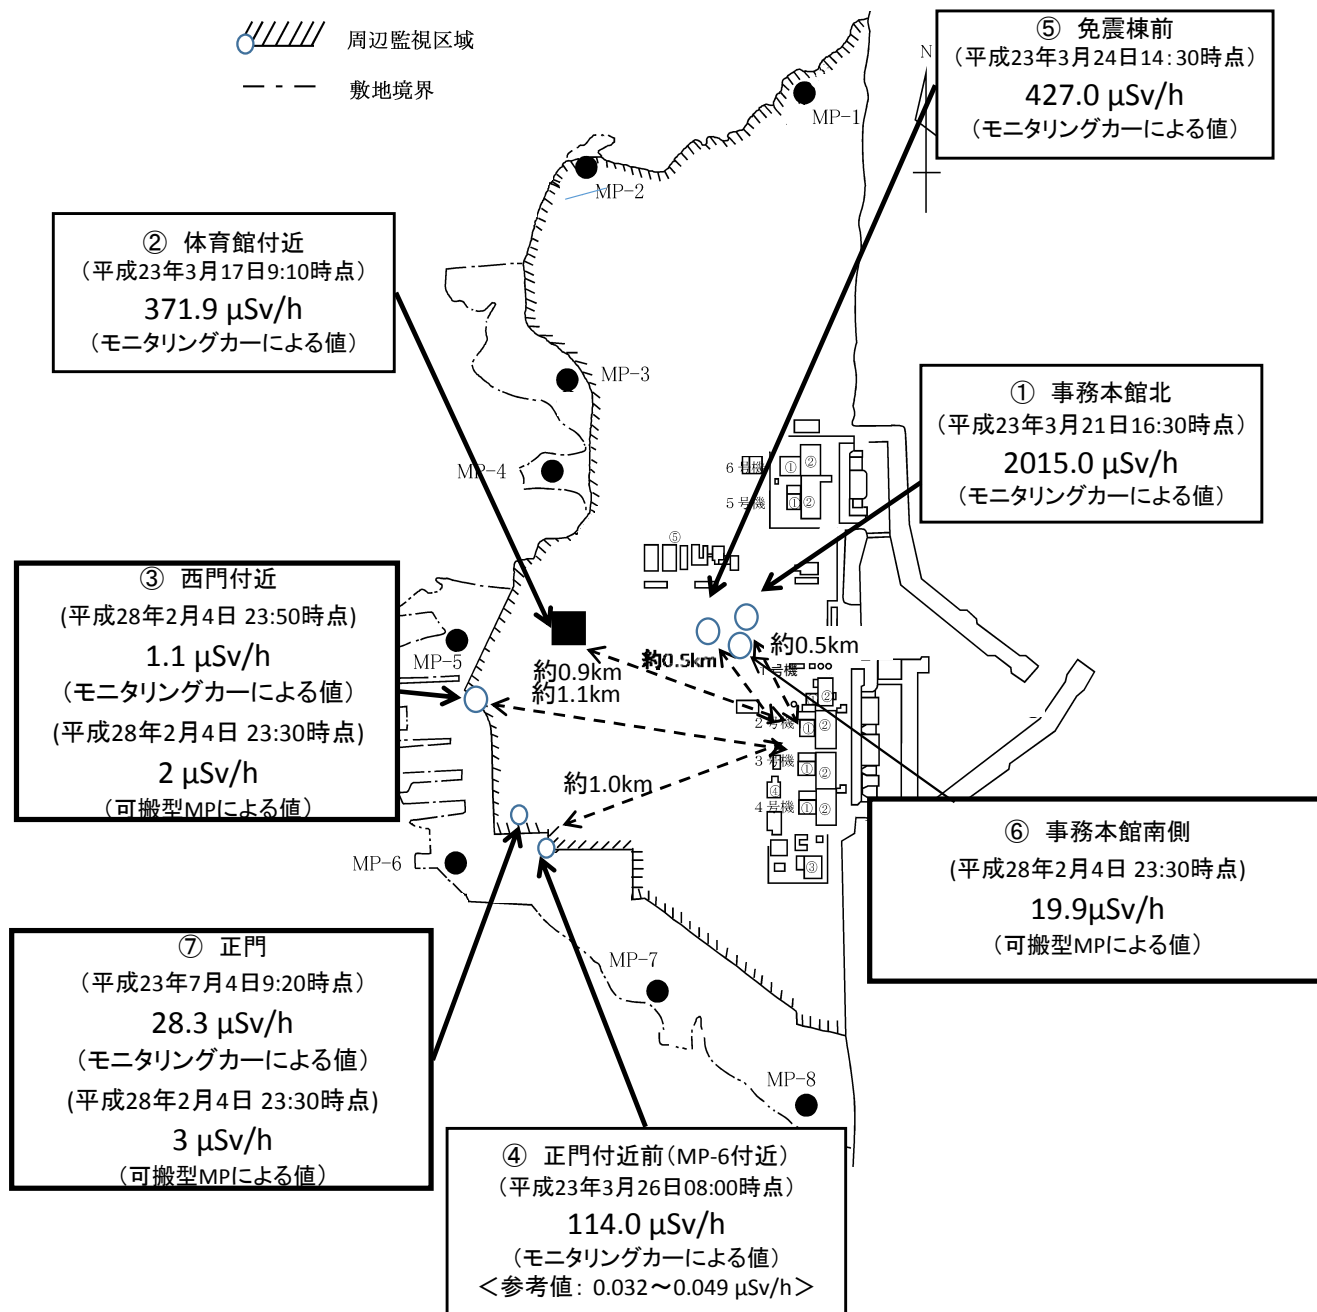 周辺監視区域
敷地境界
⑤ 免震棟前
（平成23年3月24日14：30時点）
427.0 μSv/h
（モニタリングカーによる値）
N
MP-1
MP-2
② 体育館付近
（平成23年3月17日9:10時点）
371.9 μSv/h
（モニタリングカーによる値）
MP-3
MP-4
① 事務本館北
（平成23年3月21日16:30時点）
2015.0 μSv/h
（モニタリングカーによる値）
6号機
①
②
5号機
①
②
⑤
③ 西門付近
(平成28年2月4日 23:50時点)
1.1 μSv/h
（モニタリングカーによる値）
(平成28年2月4日 23:30時点)
2 μSv/h
（可搬型MPによる値）
MP-5
約0.9km
約1.1km
約0.5km
約0.5km
1号機
②
2号機
①
②
3号機
①
②
④
4号機
①
②
③
約1.0km
MP-6
⑥ 事務本館南側
(平成28年2月4日 23:30時点)
19.9μSv/h
（可搬型MPによる値）
⑦ 正門
（平成23年7月4日9:20時点）
28.3 μSv/h
（モニタリングカーによる値）
(平成28年2月4日 23:30時点)
3 μSv/h
（可搬型MPによる値）
MP-7
MP-8
④ 正門付近前（MP-6付近）
（平成23年3月26日08:00時点）
114.0 μSv/h
（モニタリングカーによる値）
＜参考値：0.032～0.049 μSv/h＞